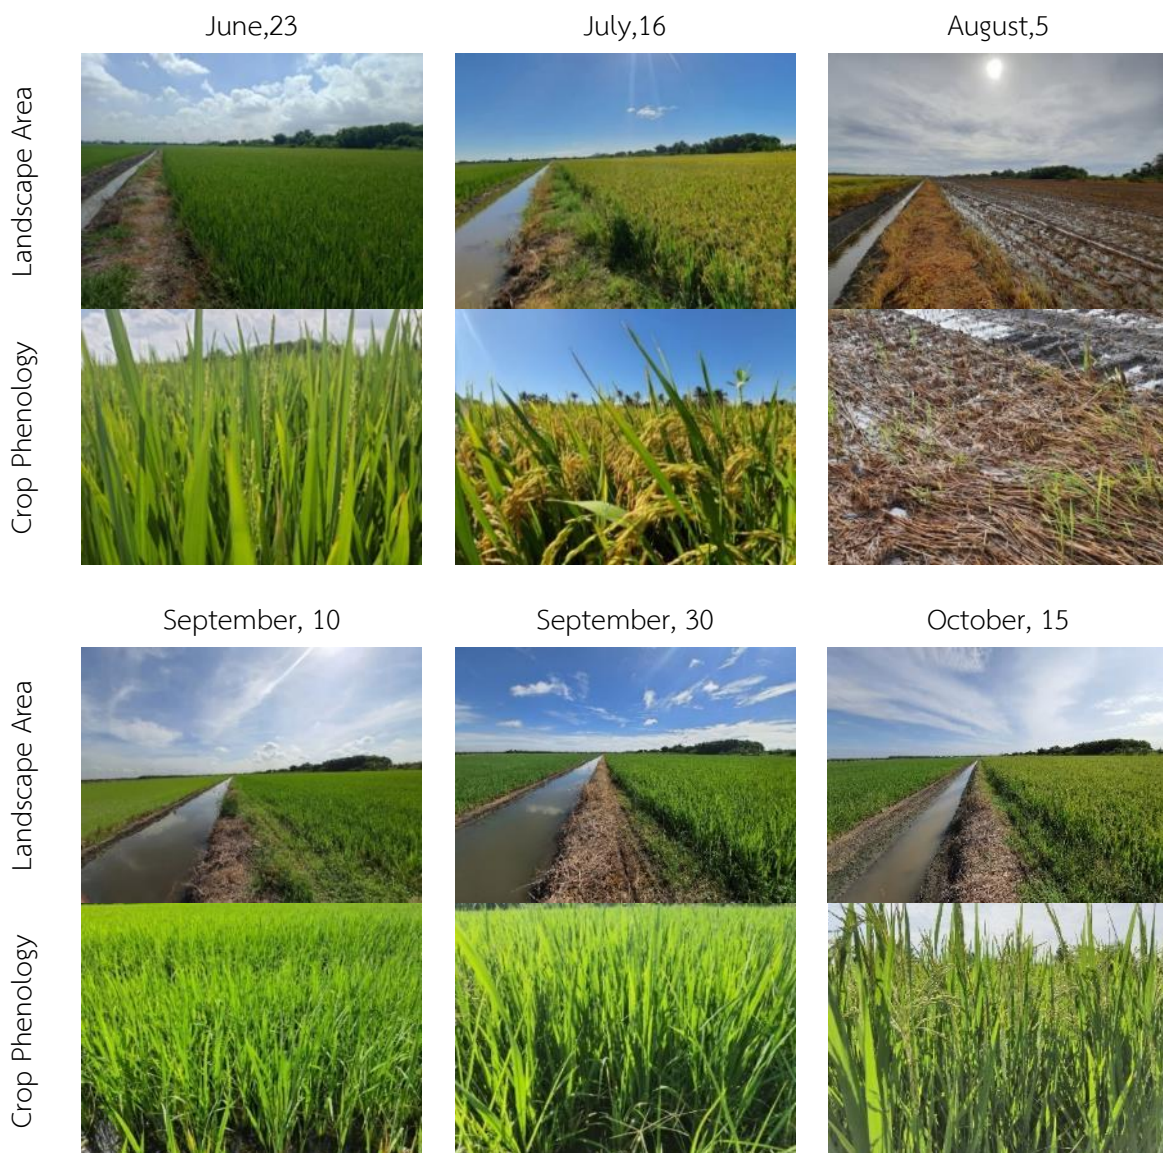 June,23
July,16
August,5
Landscape Area
Crop Phenology
September, 10
September, 30
October, 15
Landscape Area
Crop Phenology